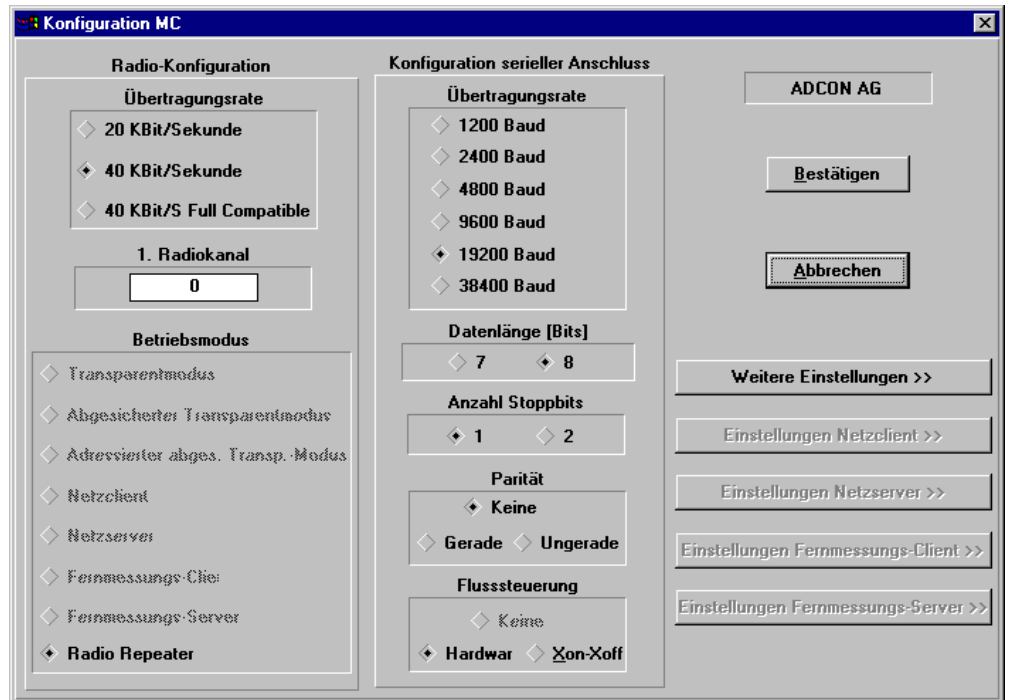 Konfiguration MC
Radio-Konfiguration
Übertragungsrate
20 KBit/Sekunde
40 KBit/Sekunde
40 KBit/S Full Compatible
1. Radiokanal
0
Betriebsmodus
Transparentmodus
Abgesicherter Transparentmodus
Adressierter abges. Transp.-Modus
Netzclient
Netzserver
Fernmessungs-Clie
Fernmessungs-Server
Radio Repeater
Konfiguration serieller Anschluss
Übertragungsrate
1200 Baud
2400 Baud
4800 Baud
9600 Baud
19200 Baud
38400 Baud
Datenlänge [Bits]
7 8
Anzahl Stoppbits
1 2
Parität
Keine
Gerade Ungerade
Flusssteuerung
Keine
Hardwar Xon-Xoff
ADCON AG
Bestätigen
Abbrechen
Weitere Einstellungen >>
Einstellungen Netzclient >>
Einstellungen Netzserver >>
Einstellungen Fernmessungs-Client >>
Einstellungen Fernmessungs-Server >>